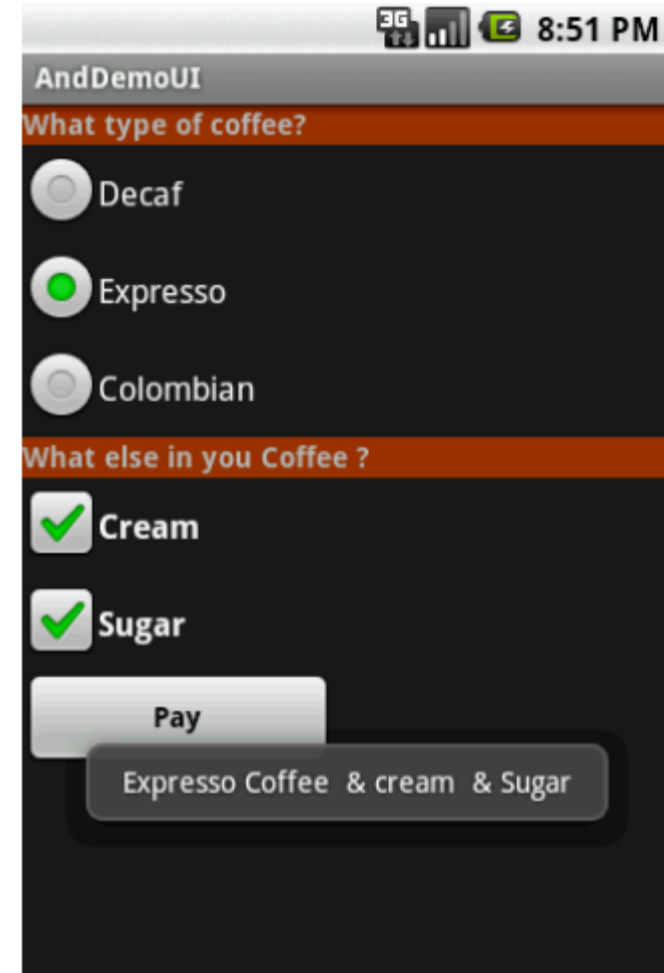 3G 8:51 PM
AndDemoUI
What type of coffee?
Decaf
Expresso
Colombian
What else in you Coffee ?
Cream
Sugar
Pay
Expresso Coffee  & cream  & Sugar